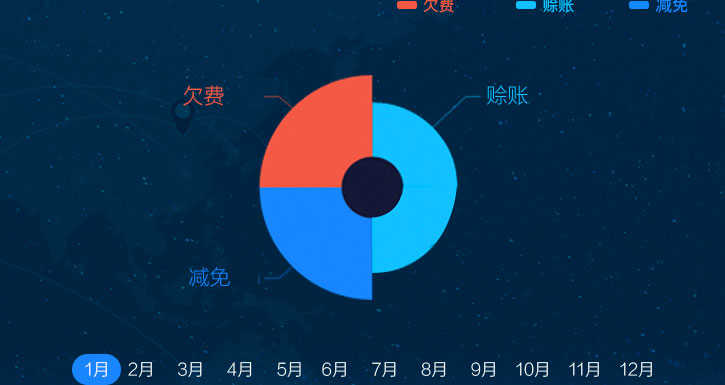 欠费 赊账 减免
欠费
赊账
减免
1月 2月 3月 4月 5月 6月 7月 8月 9月 10月 11月 12月